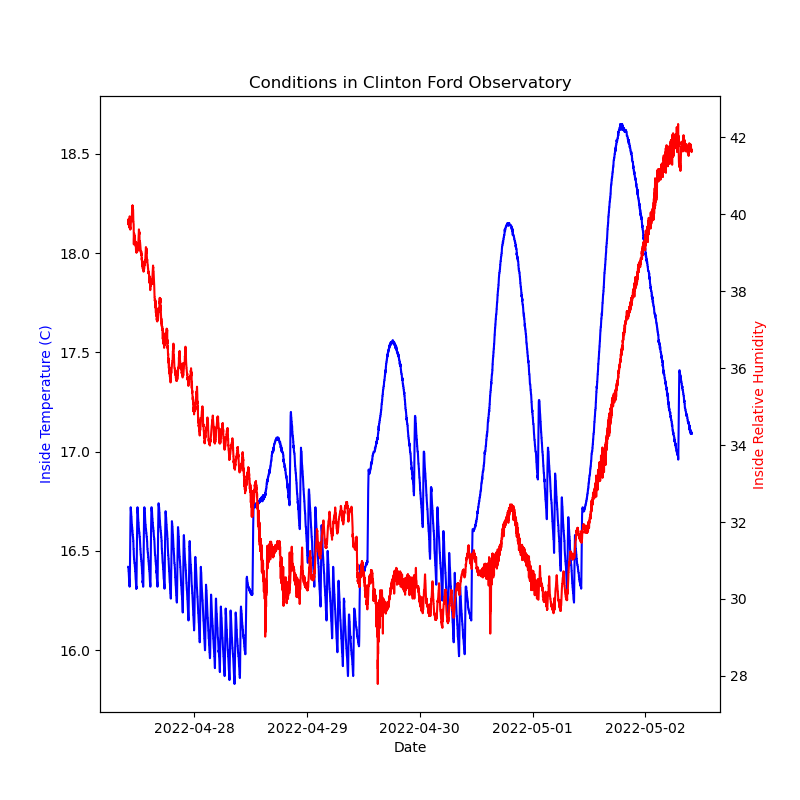 Conditions in Clinton Ford Observatory
18.5
18.0
17.5
17.0
16.5
16.0
Inside Temperature (C)
42
40
38
36
34
32
30
28
Inside Relative Humidity
2022-04-28 2022-04-29 2022-04-30 2022-05-01 2022-05-02
Date